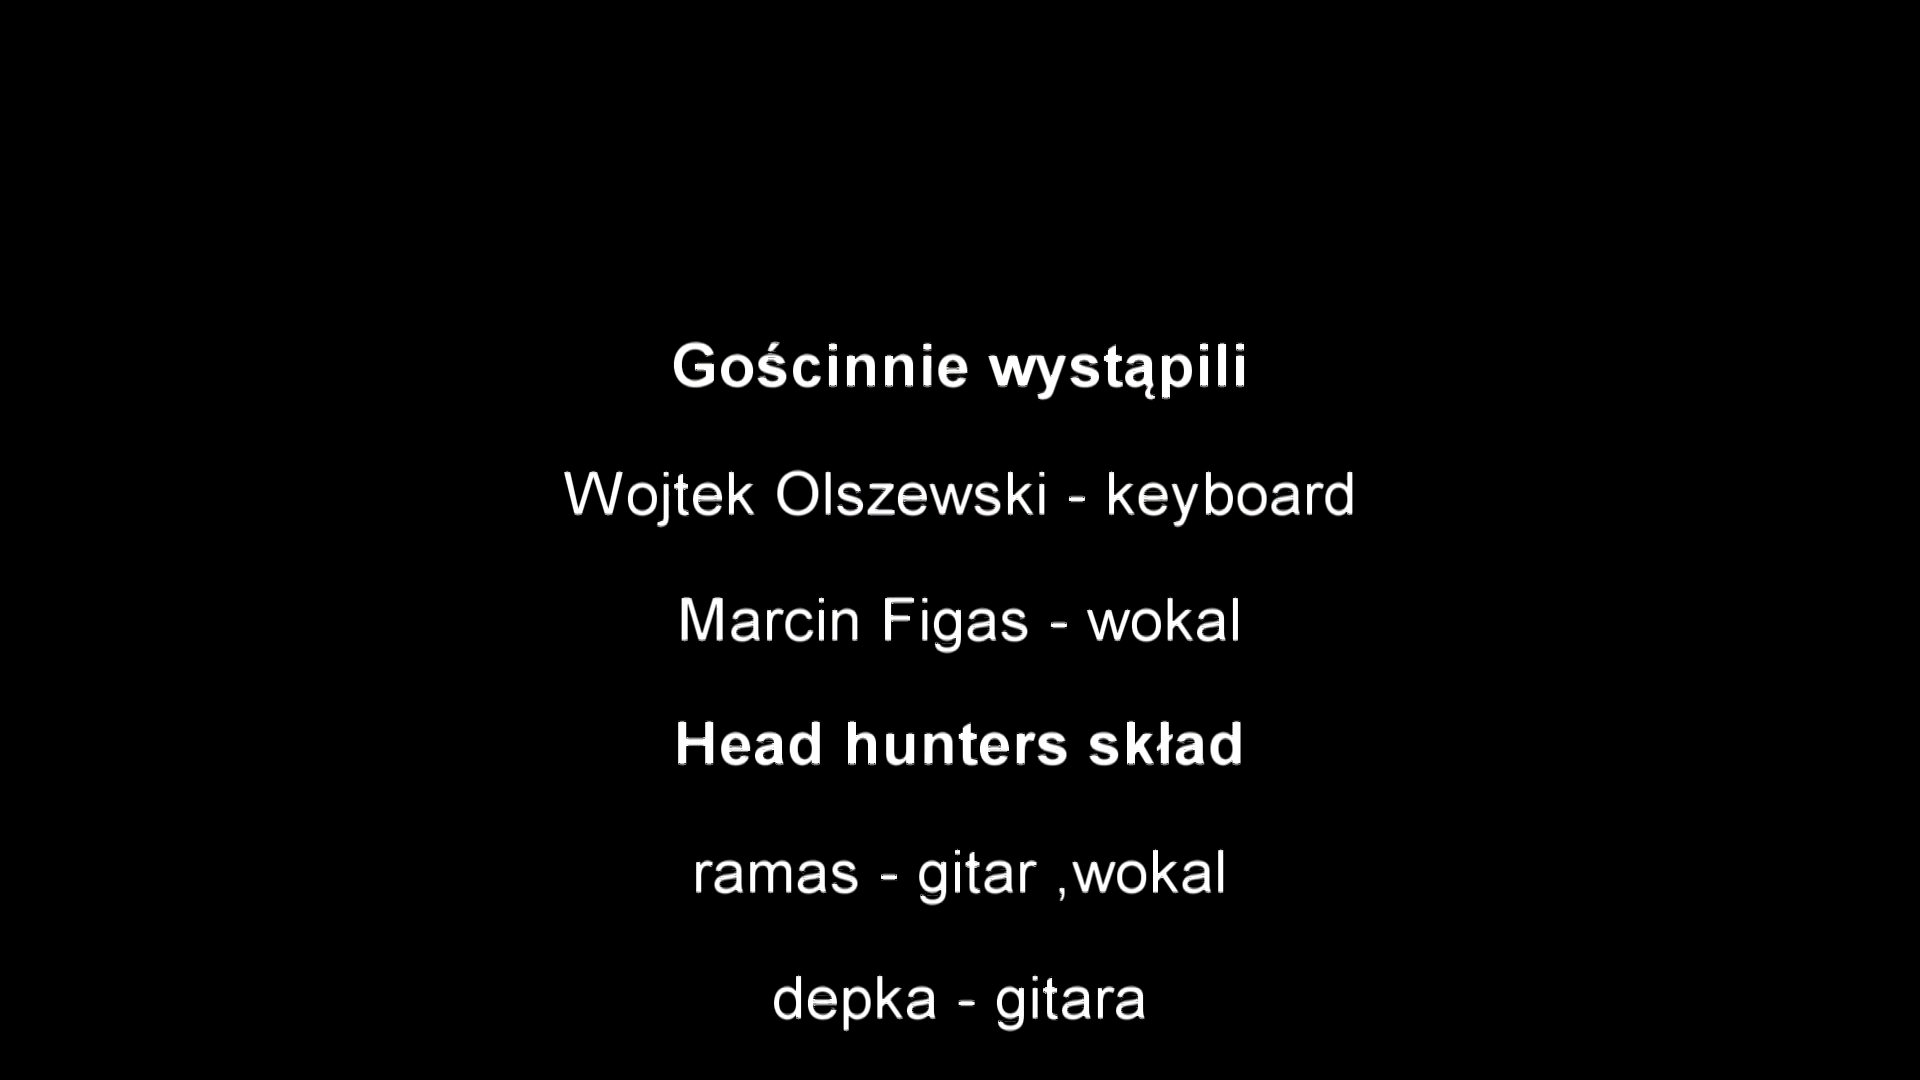 Gościnnie wystąpili
Wojtek Olszewski - keyboard
Marcin Figas - wokal
Head hunters skład
ramas - gitar ,wokal
depka - gitara